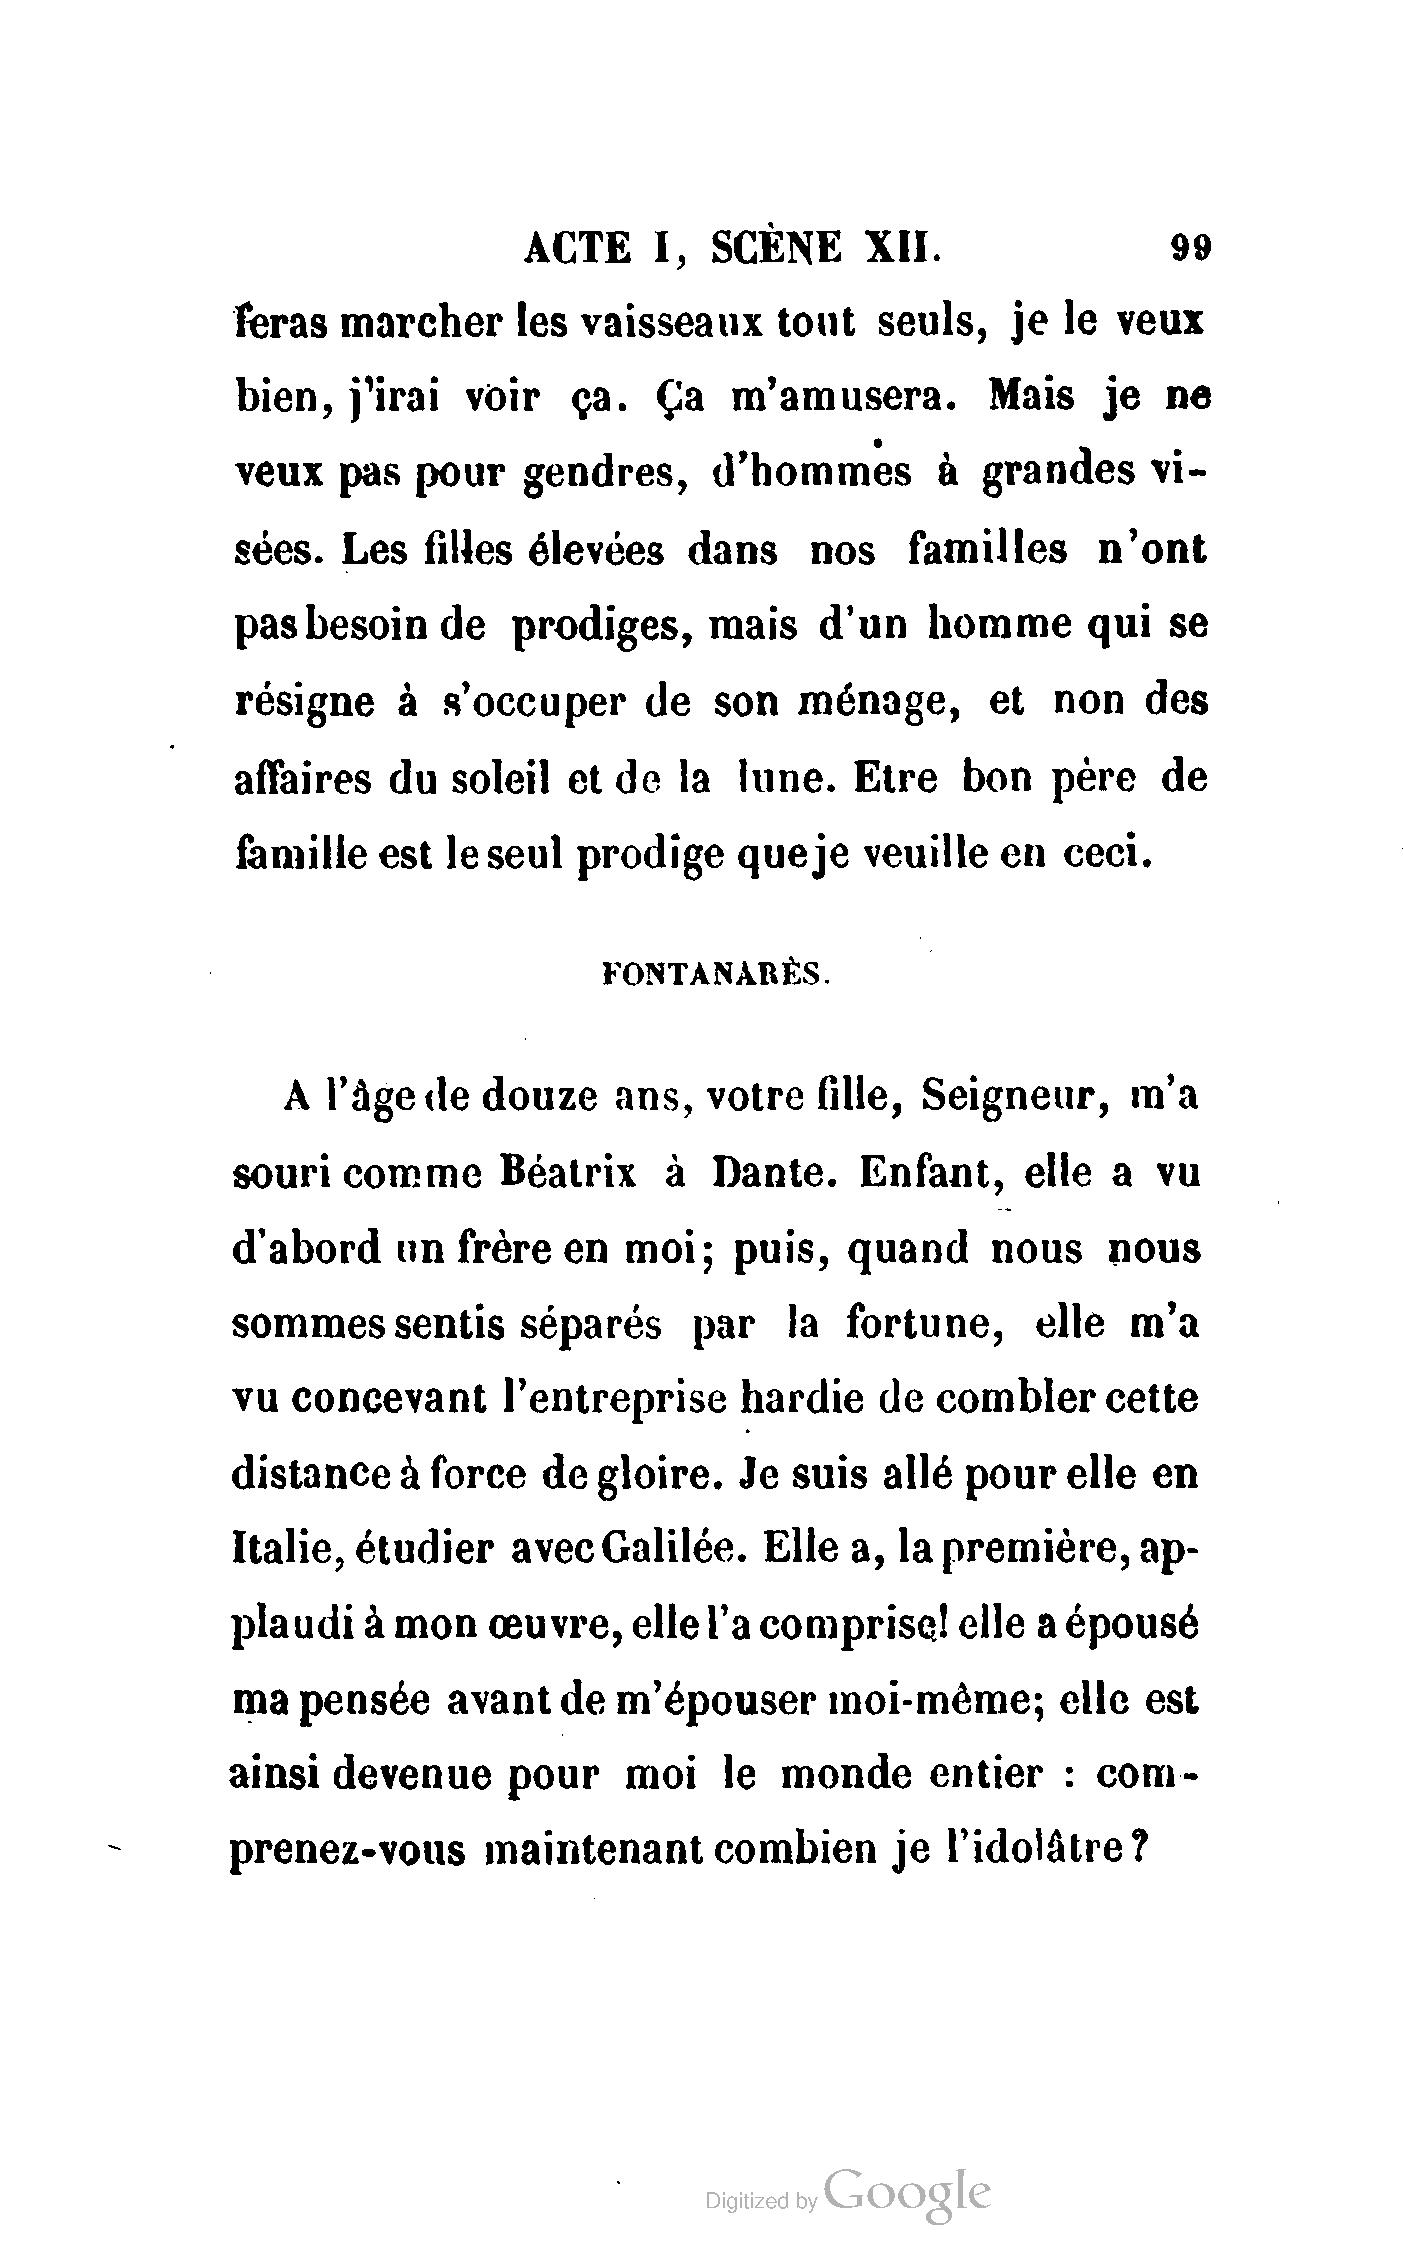 ACTE I, SCÈNE XII. 99
feras marcher les vaisseaux tout seuls, je le veux
bien, j'irai voir ça. Ça m'amusera. Mais je ne
veux pas pour gendres, d'hommes à grandes vi-
sées. Les filles élevées dans nos familles n'ont
pas besoin de prodiges, mais d'un homme qui se
résigne à s'occuper de son ménage, et non des
affaires du soleil et de la lune. Etre bon père de
famille est le seul prodige que je veuille en ceci.
FONTANARÈS.
A l'âge de douze ans, votre fille, Seigneur, m'a
souri comme Béatrix à Dante. Enfant, elle a vu
d'abord un frère en moi; puis, quand nous nous
sommes sentis séparés par la fortune, elle m'a
vu concevant l'entreprise hardie de combler cette
distance à force de gloire. Je suis allé pour elle en
Italie, étudier avec Galilée. Elle a, la première, ap-
plaudi à mon œuvre, elle l'a comprise! elle a épousé
ma pensée avant de m'épouser moi-même; elle est
ainsi devenue pour moi le monde entier : com-
prenez-vous maintenant combien je l'idolâtre?
Digitized by Google